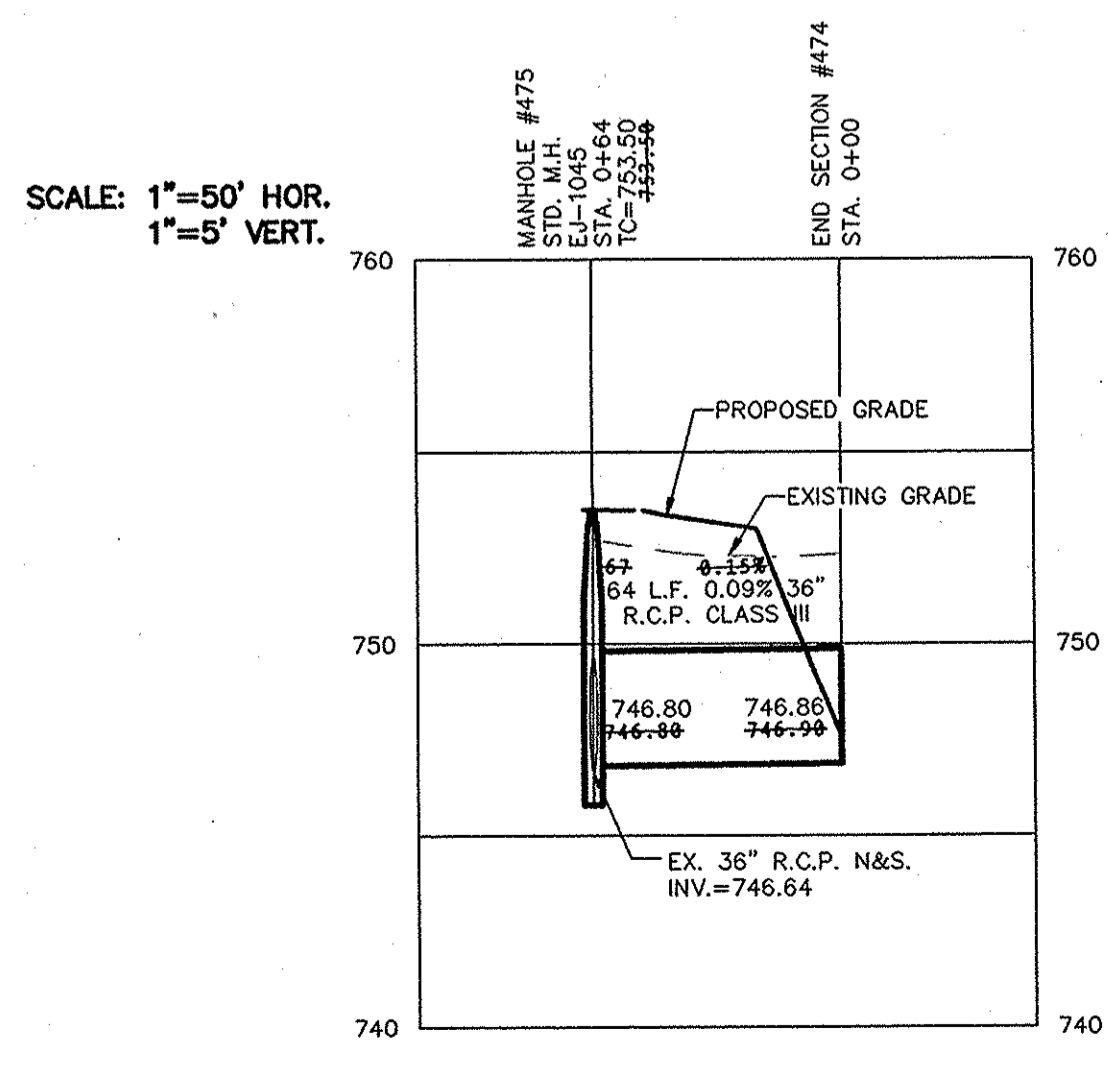 SCALE: 1"=50' HOR.
1"=5' VERT.
MANHOLE #475
STD. M.H.
EJ-1045
STA. 0+64
TC=753.50
753.50
END SECTION #474
STA. 0+00
760
760
PROPOSED GRADE
EXISTING GRADE
67 0.15%
64 L.F. 0.09% 36"
R.C.P. CLASS III
750
750
746.80 746.86
746.80 746.90
EX. 36" R.C.P. N&S.
INV.=746.64
740
740